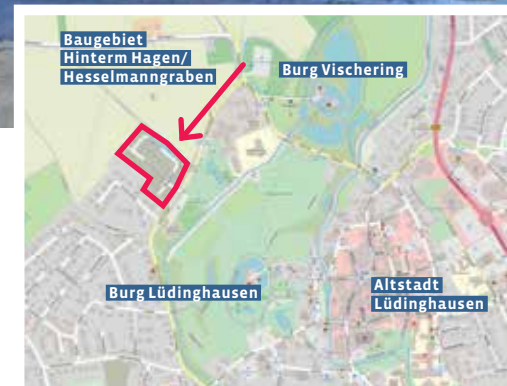 Baugebiet
Hinterm Hagen/
Hesselmanngraben
Burg Vischering
Burg Lüdinghausen
Altstadt
Lüdinghausen